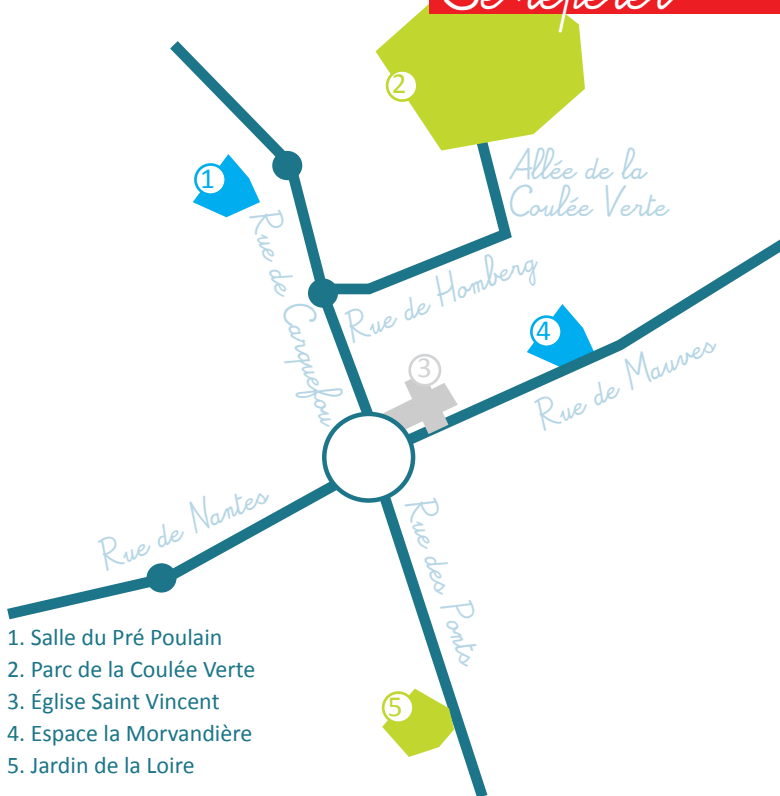 Se repérer
2
1
Allée de la
Coulée Verte
Rue de Carquefou
Rue de Homberg
4
3
Rue de Mauves
Rue de Nantes
Rue des Ponts
5
1. Salle du Pré Poulain
2. Parc de la Coulée Verte
3. Église Saint Vincent
4. Espace la Morvandière
5. Jardin de la Loire